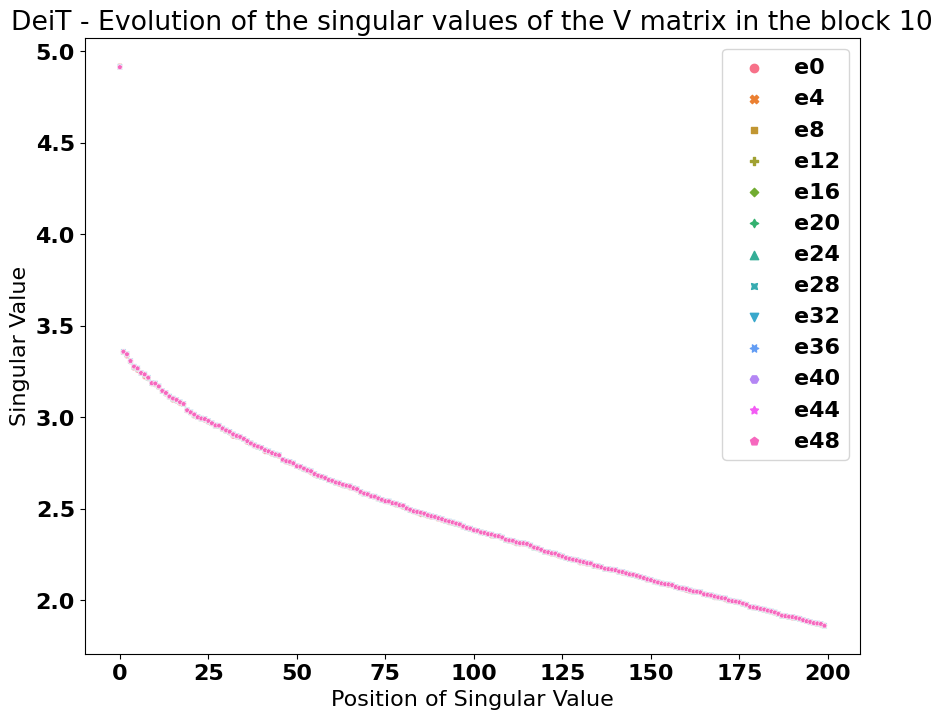 DeiT - Evolution of the singular values of the V matrix in the block 10
5.0
4.5
4.0
3.5
3.0
2.5
2.0
Singular Value
e0
e4
e8
e12
e16
e20
e24
e28
e32
e36
e40
e44
e48
0 25 50 75 100 125 150 175 200
Position of Singular Value